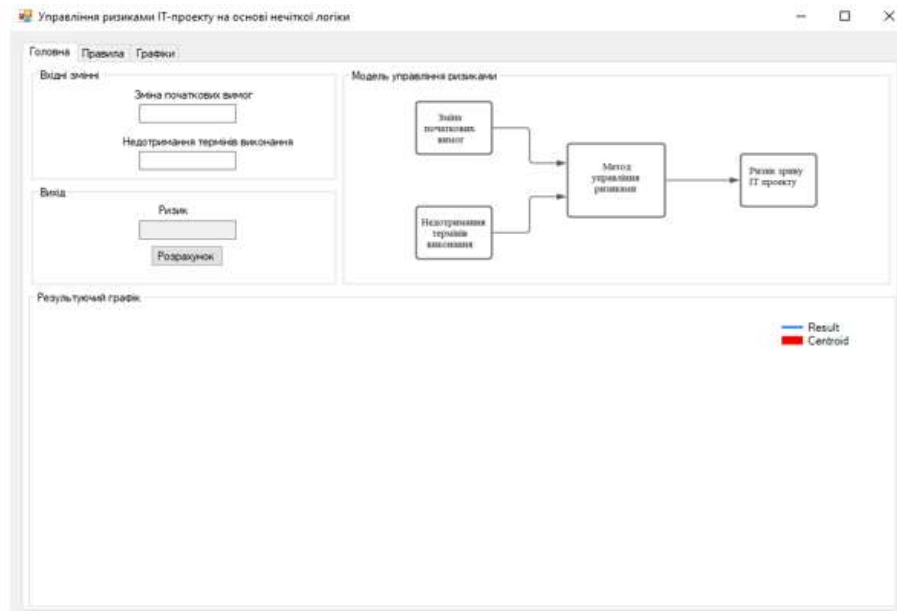 Управління ризиками ІТ-проекту на основі нечіткої логіки
Головна Правила Графіки
Вхідні змінні
Зміна початкових вимог
Недотримання термінів виконання
Вихід
Ризик
Розрахунок
Модель управління ризиками
Зміна
початкових
вимог
Недотримання
термінів
виконання
Метод
управління
ризиками
Ризик зриву
ІТ проекту
Результуючий графік
Result
Centroid